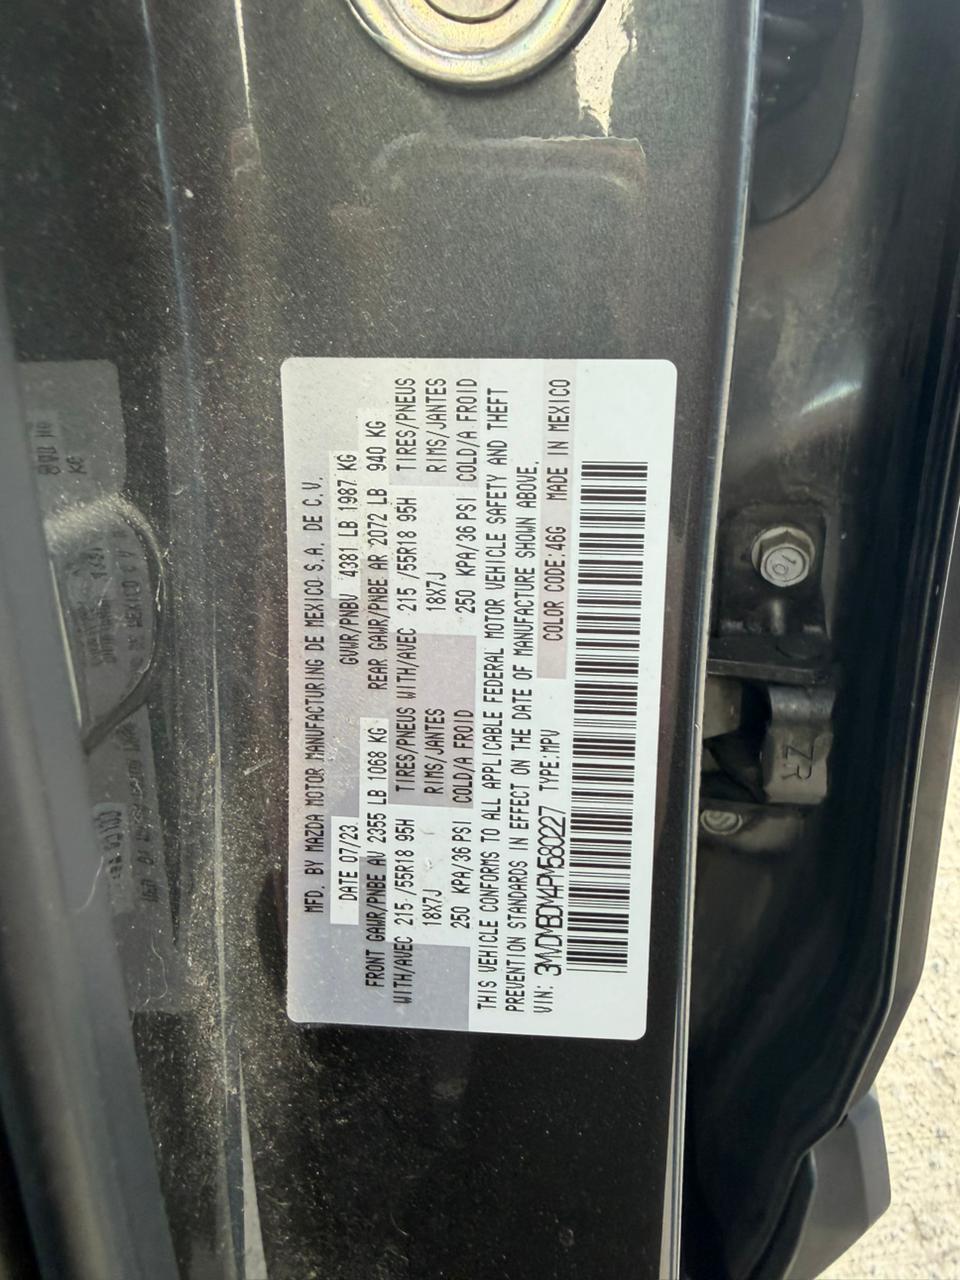 MFD. BY MAZDA MOTOR MANUFACTURING DE MEXICO S.A. DE C.V.
DATE 07/23 GVWR/PNBV 4381 LB 1987 KG
FRONT GAWR/PNBE AV 2355 LB 1068 KG REAR GAWR/PNBE AR 2072 LB 940 KG
WITH/AVEC 215 /55R18 95H TIRES/PNEUS WITH/AVEC 215 /55R18 95H TIRES/PNEUS
18X7J RIMS/JANTES 18X7J RIMS/JANTES
250 KPA/36 PSI COLD/A FROID 250 KPA/36 PSI COLD/A FROID
THIS VEHICLE CONFORMS TO ALL APPLICABLE FEDERAL MOTOR VEHICLE SAFETY AND THEFT
PREVENTION STANDARDS IN EFFECT ON THE DATE OF MANUFACTURE SHOWN ABOVE.
VIN: 3MVDMBDM4PM580227 TYPE:MPV COLOR CODE:46G MADE IN MEXICO
10
ZR